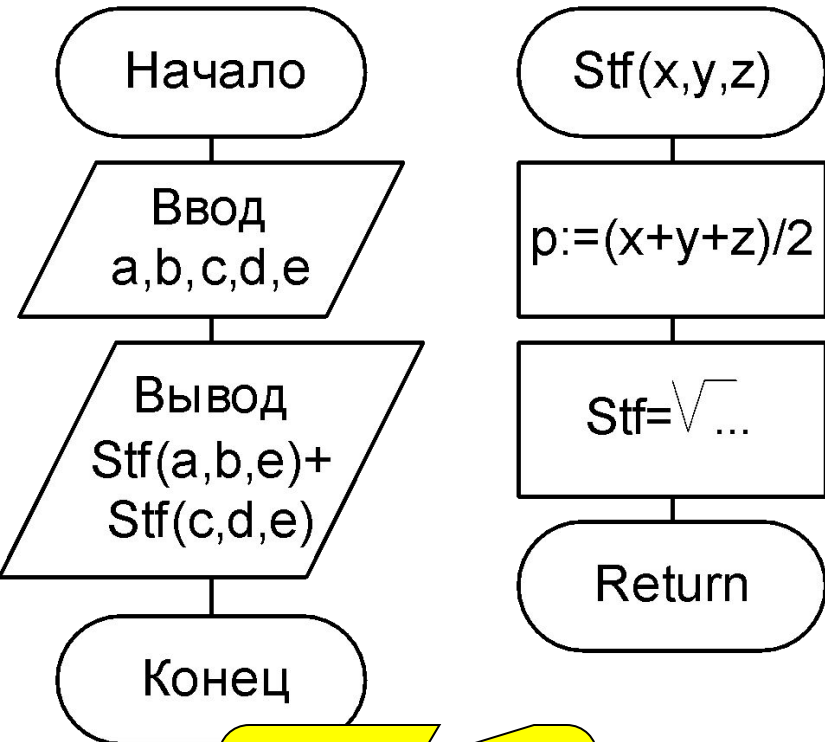 Начало
Ввод
a,b,c,d,e
Вывод
Stf(a,b,e)+
Stf(c,d,e)
Конец
Stf(x,y,z)
p:=(x+y+z)/2
Stf=√...
Return